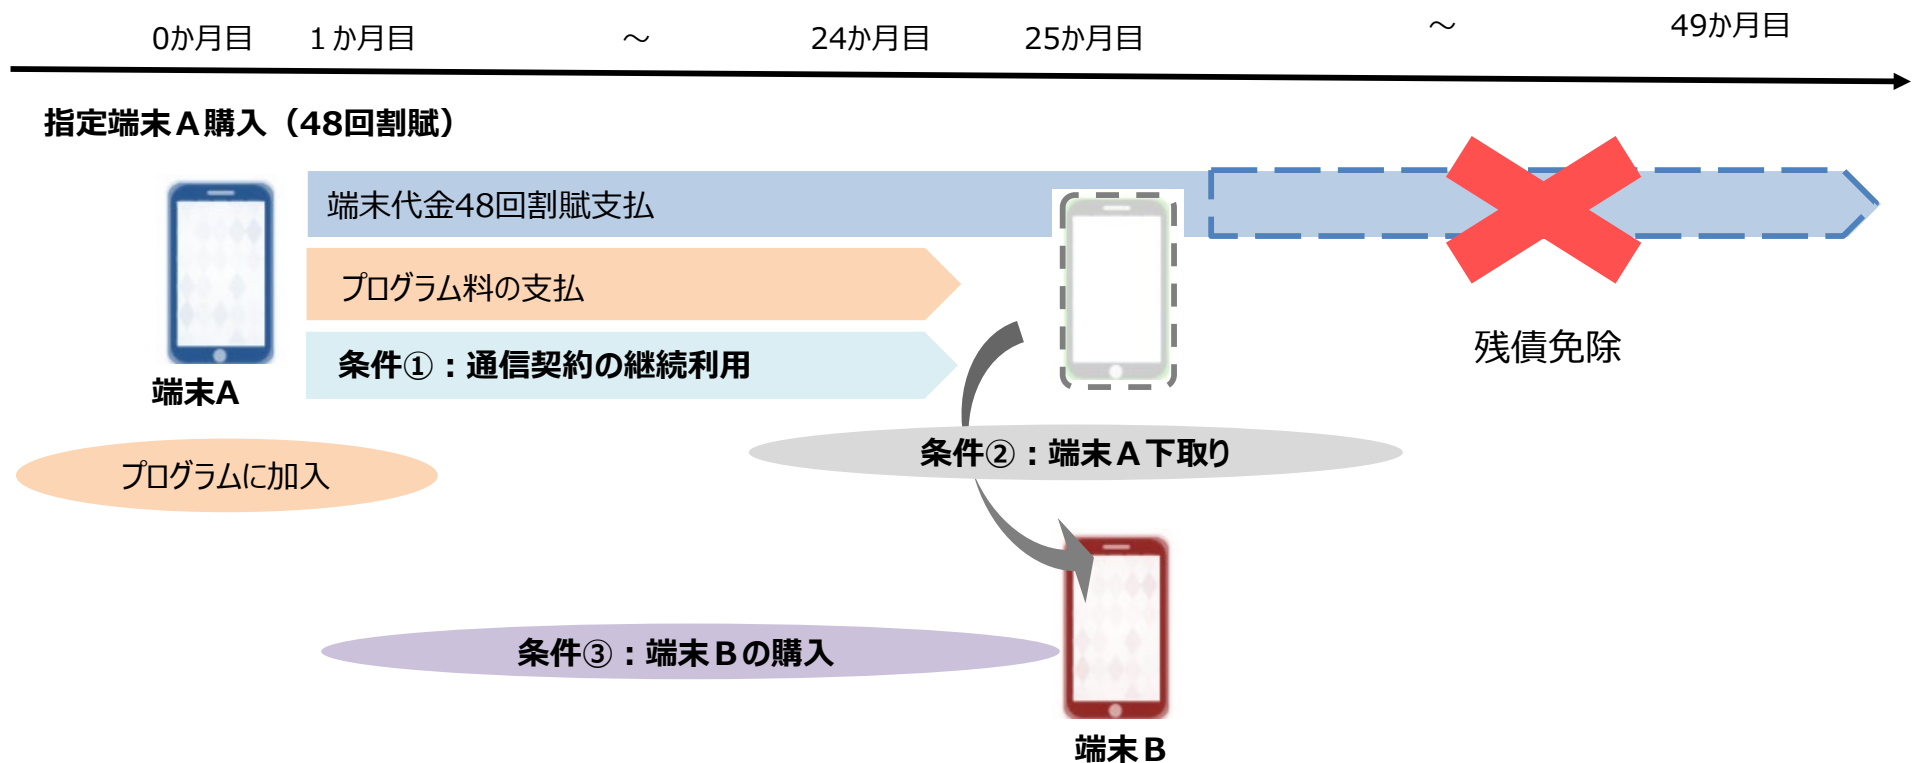 0か月目
１か月目
～
24か月目
25か月目
～
49か月目
指定端末Ａ購入（48回割賦）
端末代金48回割賦支払
プログラム料の支払
条件①：通信契約の継続利用
残債免除
端末A
条件②：端末Ａ下取り
プログラムに加入
条件③：端末Ｂの購入
端末Ｂ